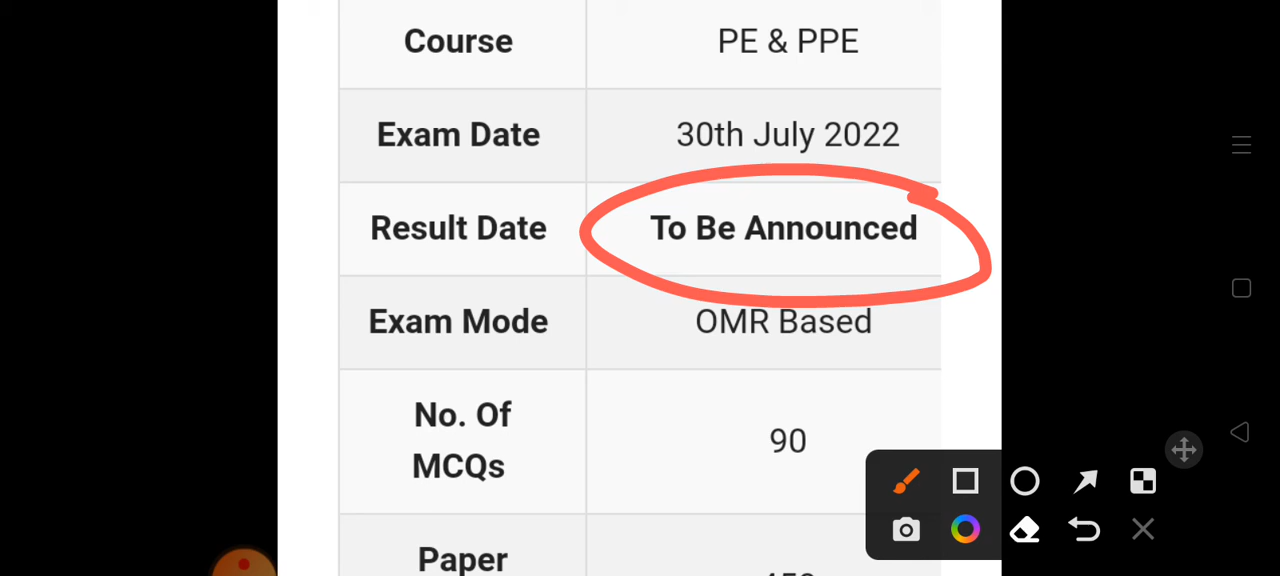 Course PE & PPE
Exam Date 30th July 2022
Result Date To Be Announced
Exam Mode OMR Based
No. Of
MCQs 90
Paper